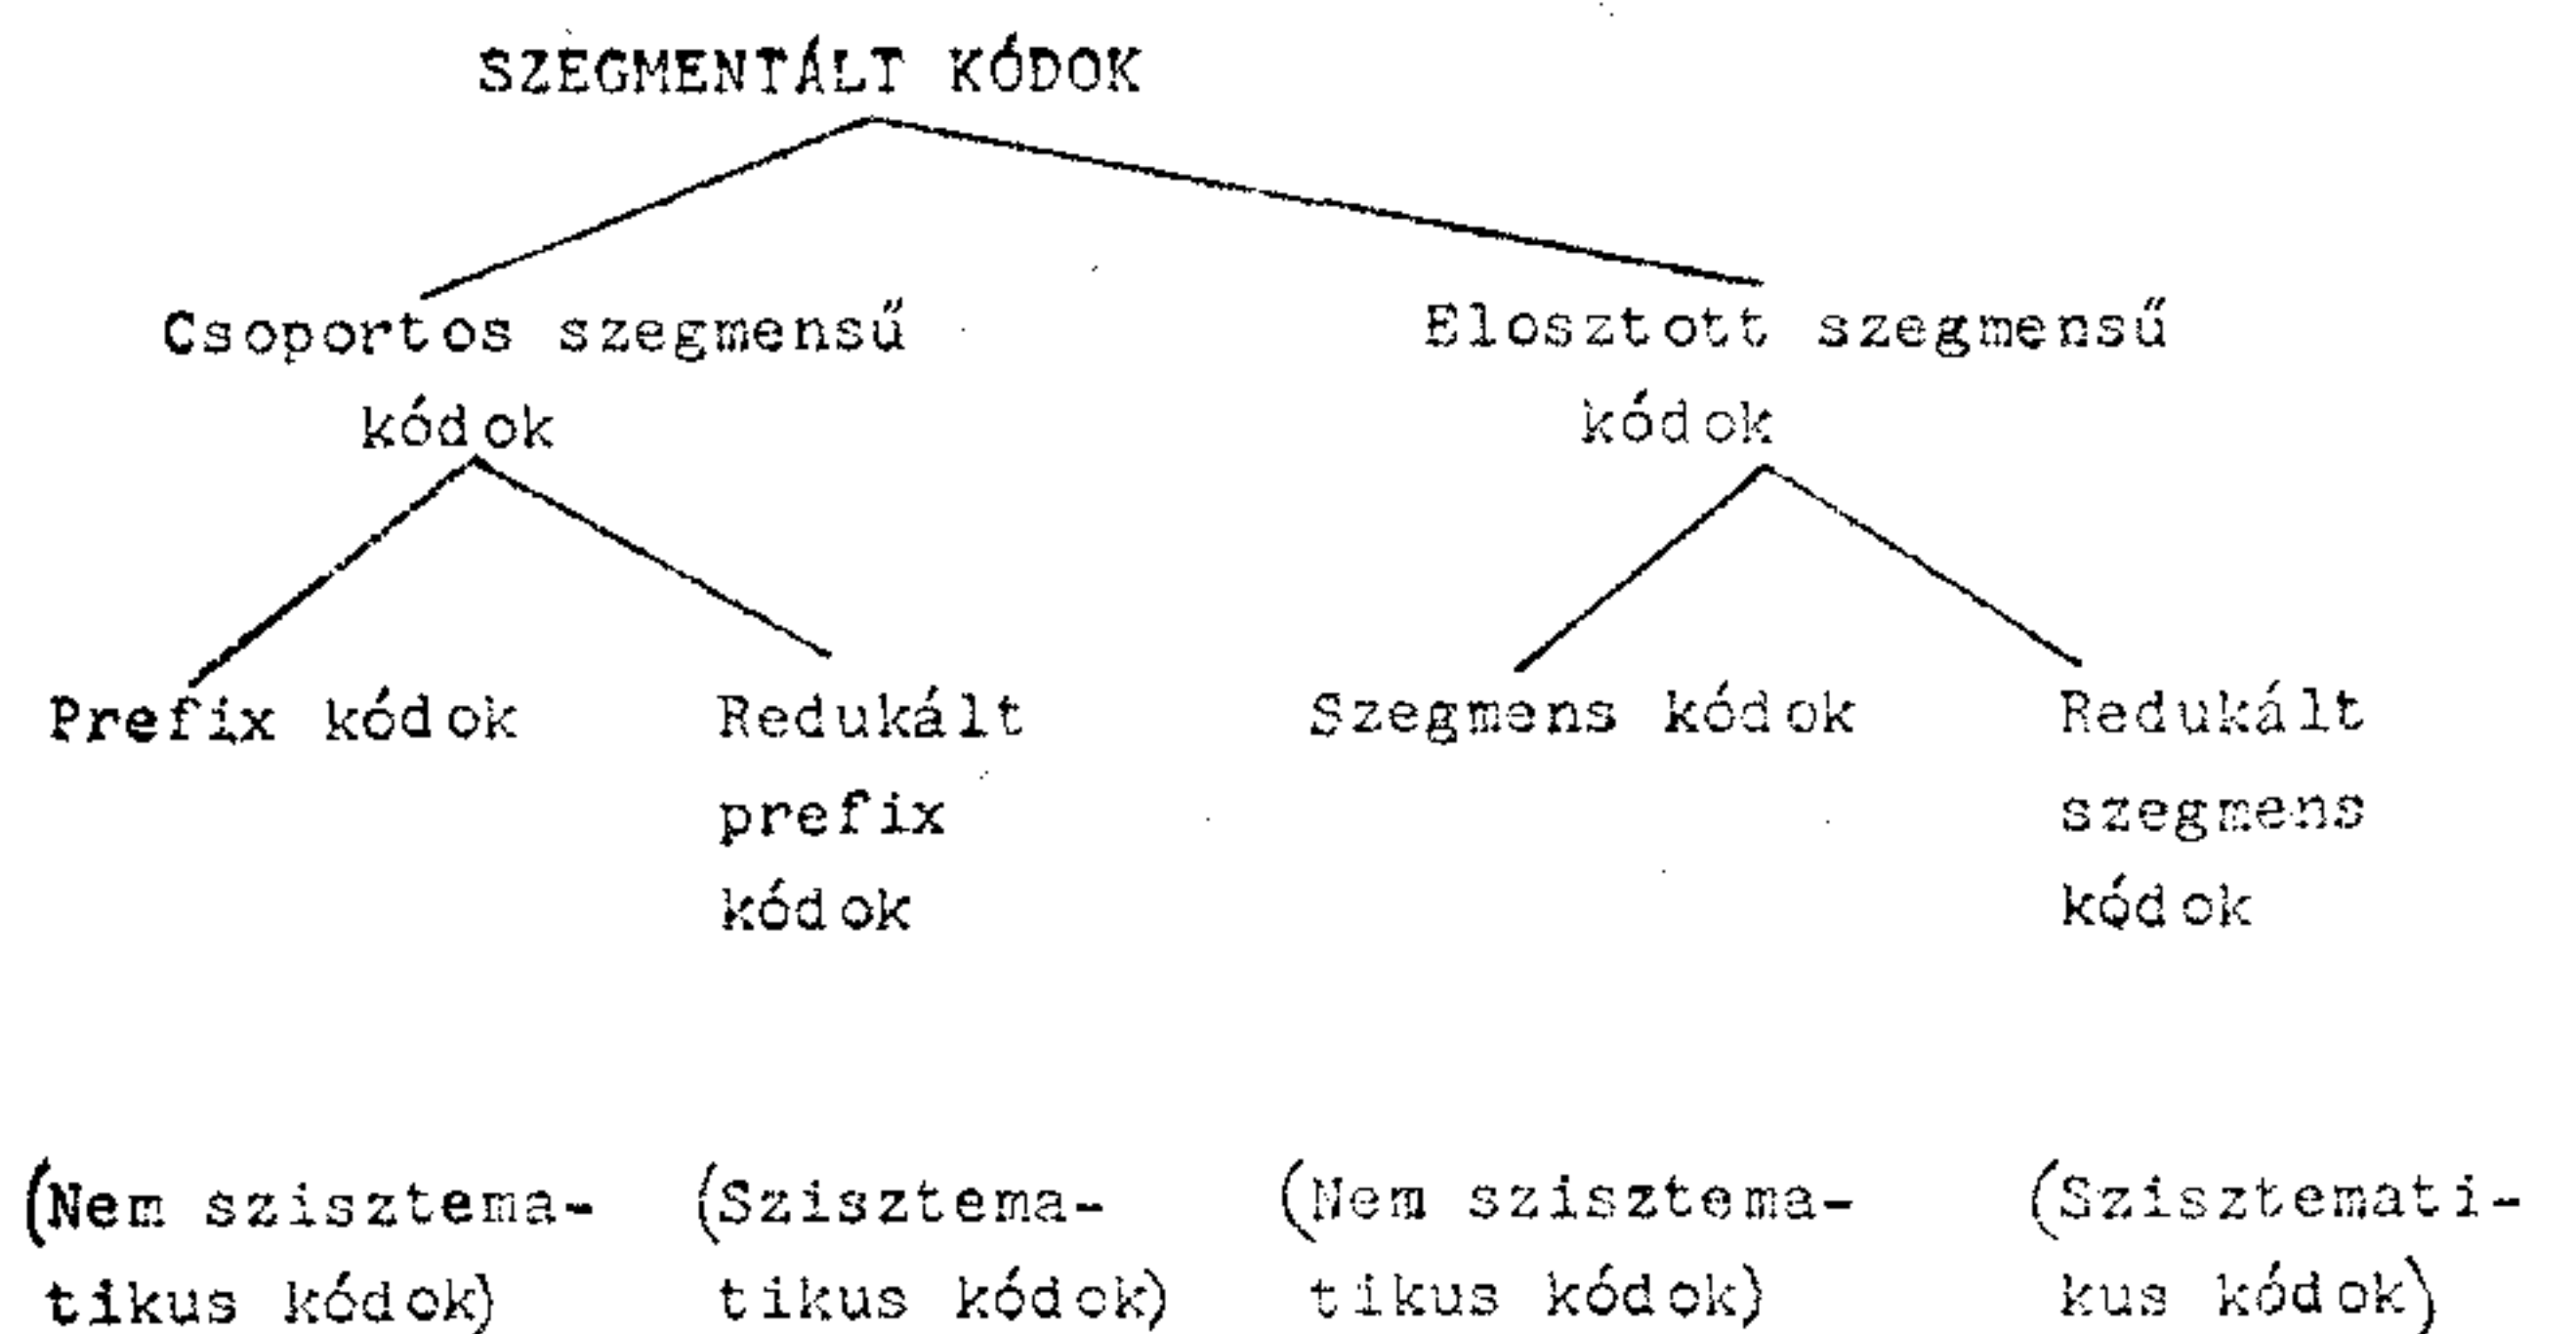 SZEGMENTÁLT KÓDOK
Csoportos szegmensű
kódok
Elosztott szegmensű
kódok
Prefix kódok
Redukált
prefix
kódok
Szegmens kódok
Redukált
szegmens
kódok
(Nem szisztema-
tikus kódok)
(Szisztema-
tikus kódok)
(Nem szisztema-
tikus kódok)
(Szisztemati-
kus kódok)